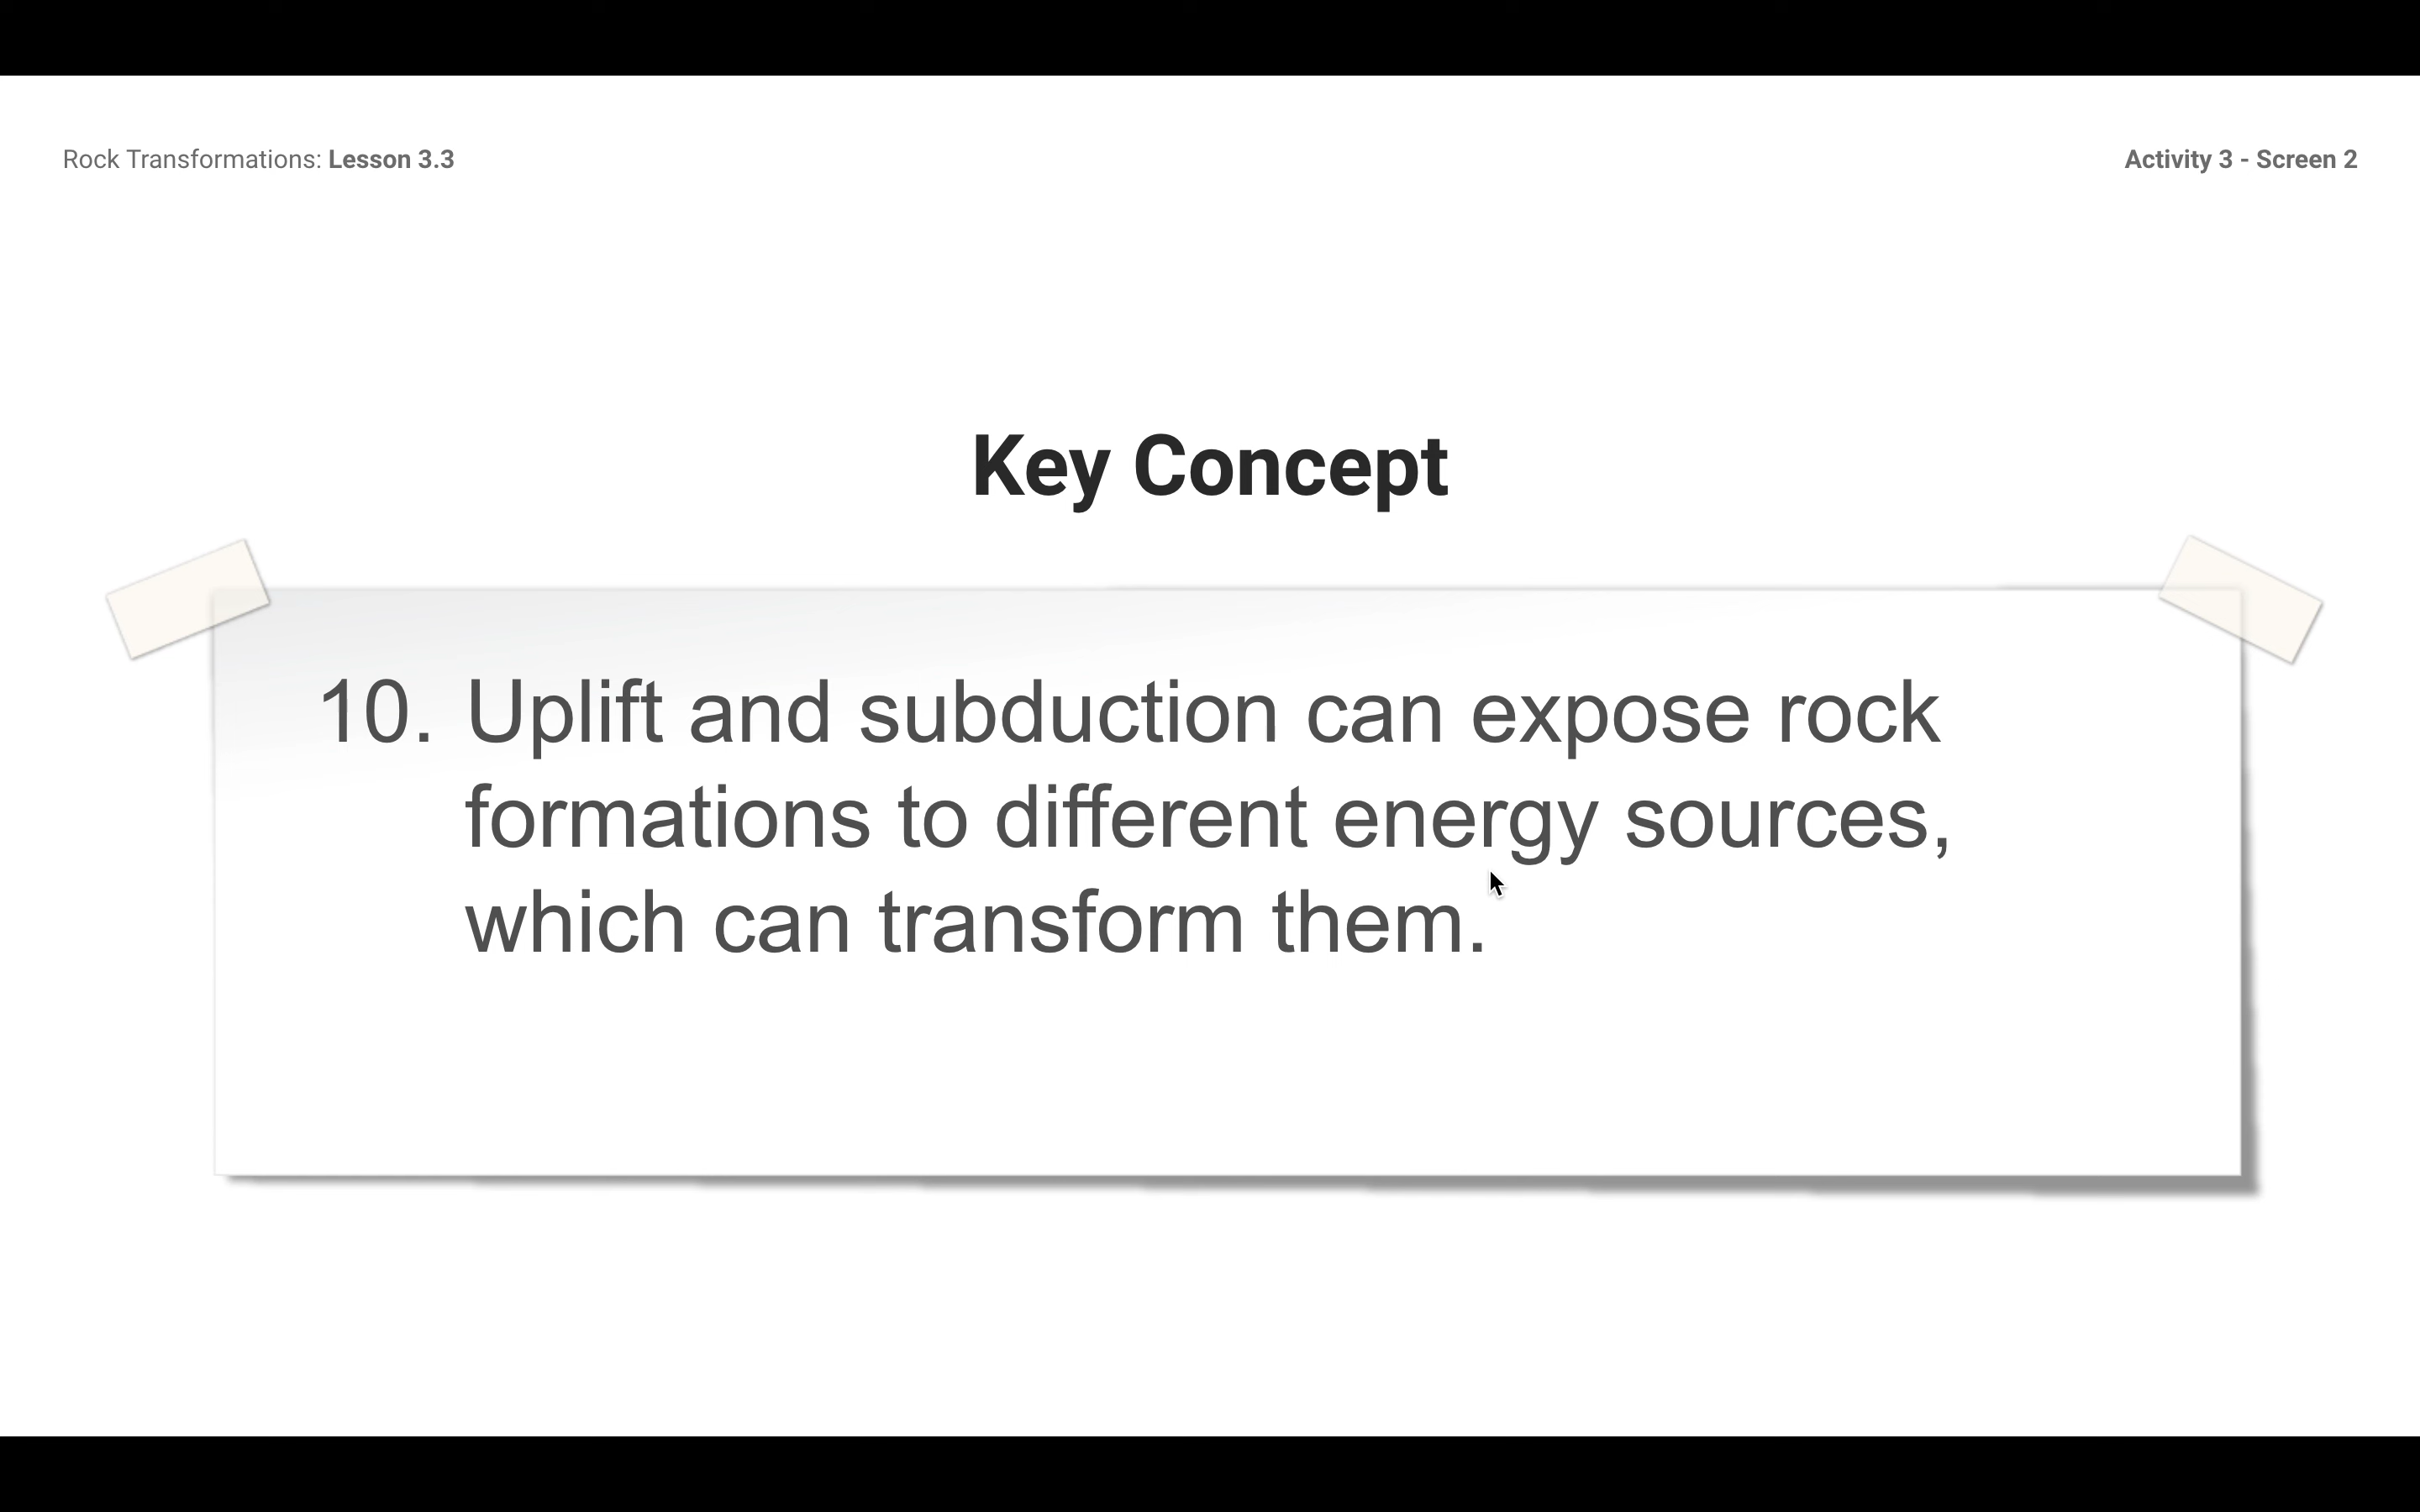 Rock Transformations: Lesson 3.3
Activity 3 - Screen 2
Key Concept
10. Uplift and subduction can expose rock
formations to different energy sources,
which can transform them.